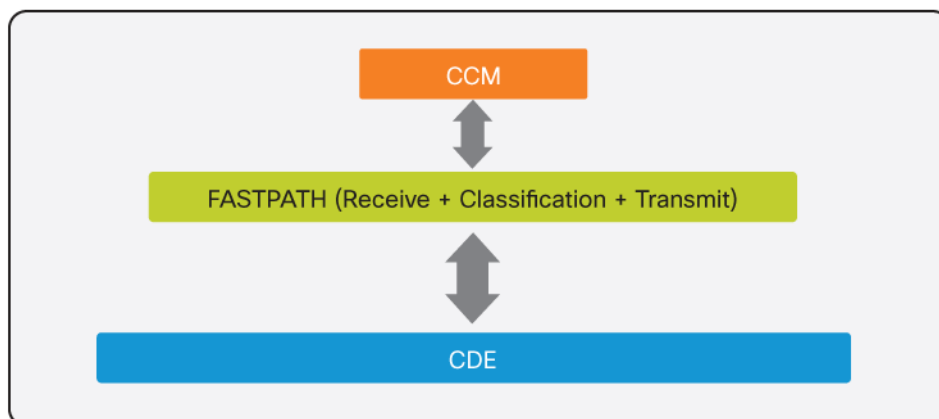 CCM
FASTPATH (Receive + Classification + Transmit)
CDE